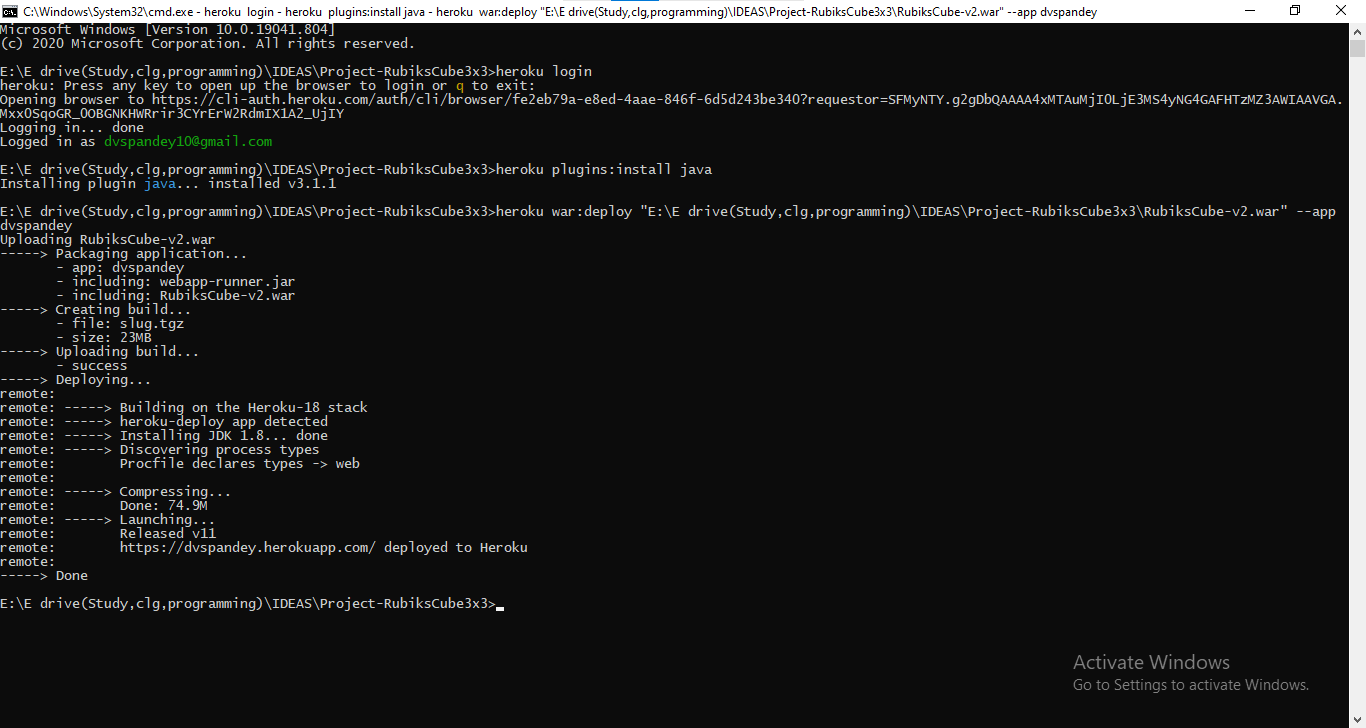 C:\Windows\System32\cmd.exe - heroku login - heroku plugins:install java - heroku war:deploy "E:\E drive(Study,clg,programming)\IDEAS\Project-RubiksCube3x3\RubiksCube-v2.war" --app dvspandey
Microsoft Windows [Version 10.0.19041.804]
(c) 2020 Microsoft Corporation. All rights reserved.
E:\E drive(Study,clg,programming)\IDEAS\Project-RubiksCube3x3>heroku login
heroku: Press any key to open up the browser to login or q to exit:
Opening browser to https://cli-auth.heroku.com/auth/cli/browser/fe2eb79a-e8ed-4aae-846f-6d5d243be340?requestor=SFMyNTY.g2gDbQAAAA4xMTAuMjI0LjE3MS4yNG4GAFHTzMZ3AWIAAVGA.
MxxOSqoGR_OOBGNKHWRrir3CYrErW2RdmIX1A2_UjIY
Logging in... done
Logged in as dvspandey10@gmail.com
E:\E drive(Study,clg,programming)\IDEAS\Project-RubiksCube3x3>heroku plugins:install java
Installing plugin java... installed v3.1.1
E:\E drive(Study,clg,programming)\IDEAS\Project-RubiksCube3x3>heroku war:deploy "E:\E drive(Study,clg,programming)\IDEAS\Project-RubiksCube3x3\RubiksCube-v2.war" --app
dvspandey
Uploading RubiksCube-v2.war
-----> Packaging application...
- app: dvspandey
- including: webapp-runner.jar
- including: RubiksCube-v2.war
-----> Creating build...
- file: slug.tgz
- size: 23MB
-----> Uploading build...
- success
-----> Deploying...
remote:
remote: -----> Building on the Heroku-18 stack
remote: -----> heroku-deploy app detected
remote: -----> Installing JDK 1.8... done
remote: -----> Discovering process types
remote: Procfile declares types -> web
remote:
remote: -----> Compressing...
remote: Done: 74.9M
remote: -----> Launching...
remote: Released v11
remote: https://dvspandey.herokuapp.com/ deployed to Heroku
remote:
-----> Done
E:\E drive(Study,clg,programming)\IDEAS\Project-RubiksCube3x3>
Activate Windows
Go to Settings to activate Windows.